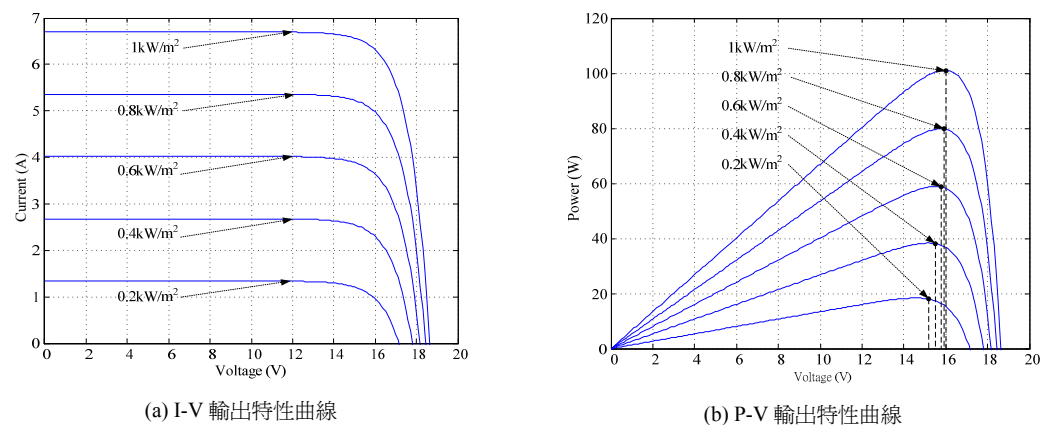 7
6
5
4
3
2
1
0
Current (A)
1kW/m²
0.8kW/m²
0.6kW/m²
0.4kW/m²
0.2kW/m²
0 2 4 6 8 10 12 14 16 18 20
Voltage (V)
(a) I-V 輸出特性曲線
120
100
80
60
40
20
0
Power (W)
1kW/m²
0.8kW/m²
0.6kW/m²
0.4kW/m²
0.2kW/m²
0 2 4 6 8 10 12 14 16 18 20
Voltage (V)
(b) P-V 輸出特性曲線